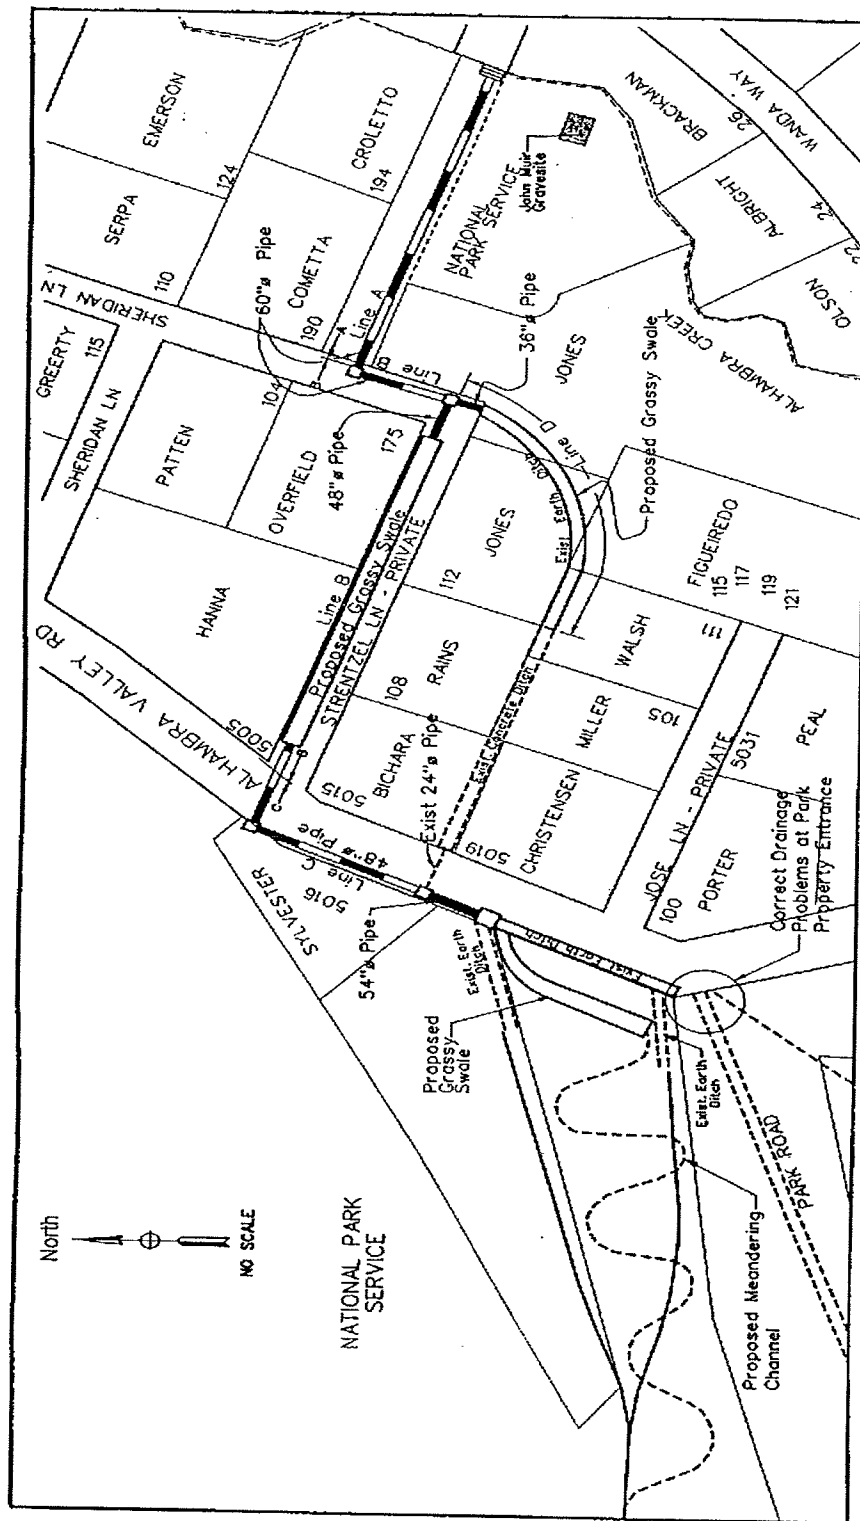 EMERSON
124
SERPA
110
SHERIDAN LN
GREERTY
115
SHERIDAN LN
CROLETTO
194
COMETTA
190
60"ø Pipe
Line A
A
A
B
B
Line
PATTEN
104
OVERFIELD
175
48"ø Pipe
HANNA
ALHAMBRA VALLEY RD
5005
Line B
Proposed Grassy Swale
STRENTZEL LN - PRIVATE
NATIONAL
PARK SERVICE
John Muir
Gravesite
BRACKMAN
26
WANDA WAY
ALBRIGHT
24
OLSON
22
ALHAMBRA CREEK
36"ø Pipe
JONES
Line D
Exist. Earth Ditch
Proposed Grassy Swale
JONES
112
RAINS
108
BICHARA
5015
Exist. Concrete Ditch
Exist 24"ø Pipe
FIGUEIREDO
115
117
119
121
WALSH
111
MILLER
105
CHRISTENSEN
5019
JOSE LN - PRIVATE
5031
PEAL
PORTER
100
Correct Drainage
Problems at Park
Property Entrance
B
C
48"ø Pipe
Line C
5016
SYLVESTER
54"ø Pipe
Exist. Earth
Ditch
Exist. Earth Ditch
Proposed
Grassy
Swale
Exist. Earth
Ditch
PARK ROAD
Proposed Meandering
Channel
NATIONAL PARK
SERVICE
North
NO SCALE